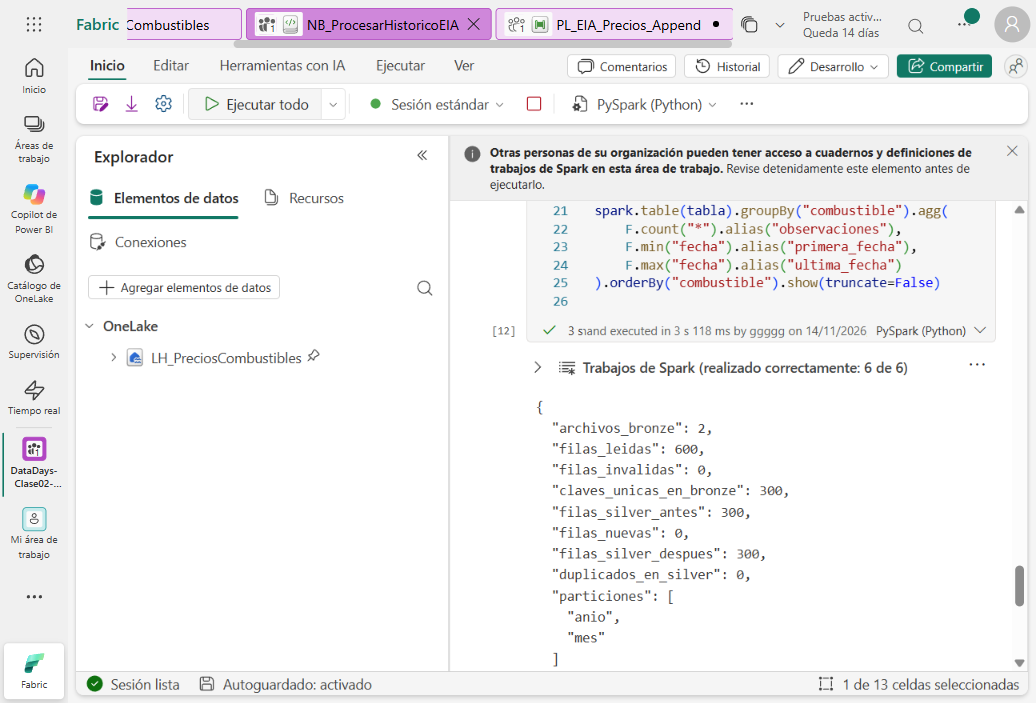 Fabric
Combustibles
NB_ProcesarHistoricoEIA
PL_EIA_Precios_Append
Pruebas activ...
Queda 14 días
Inicio
Editar
Herramientas con IA
Ejecutar
Ver
Comentarios
Historial
Desarrollo
Compartir
Ejecutar todo
Sesión estándar
PySpark (Python)
Inicio
Áreas de
trabajo
Copilot de
Power BI
Catálogo de
OneLake
Supervisión
Tiempo real
DataDays-
Clase02-...
Mi área de
trabajo
Fabric
Explorador
Elementos de datos
Recursos
Conexiones
Agregar elementos de datos
OneLake
LH_PreciosCombustibles
Otras personas de su organización pueden tener acceso a cuadernos y definiciones de
trabajos de Spark en esta área de trabajo. Revise detenidamente este elemento antes de
ejecutarlo.
21 spark.table(tabla).groupBy("combustible").agg(
22 F.count("*").alias("observaciones"),
23 F.min("fecha").alias("primera_fecha"),
24 F.max("fecha").alias("ultima_fecha")
25 ).orderBy("combustible").show(truncate=False)
26
[12]
and executed in 3 s 118 ms by ggggg on 14/11/2026 PySpark (Python)
Trabajos de Spark (realizado correctamente: 6 de 6)
{
"archivos_bronze": 2,
"filas_leidas": 600,
"filas_invalidas": 0,
"claves_unicas_en_bronze": 300,
"filas_silver_antes": 300,
"filas_nuevas": 0,
"filas_silver_despues": 300,
"duplicados_en_silver": 0,
"particiones": [
"anio",
"mes"
]
Sesión lista
Autoguardado: activado
1 de 13 celdas seleccionadas